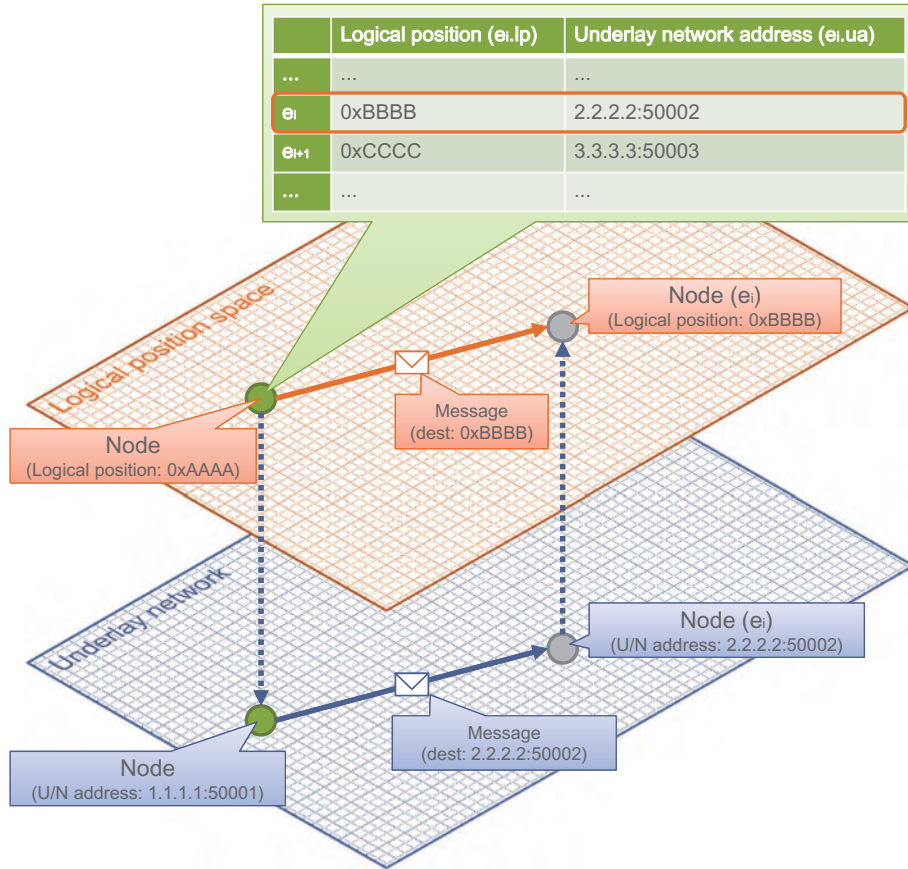 Logical position (ei.lp) Underlay network address (ei.ua)
... ... ...
ei 0xBBBB 2.2.2.2:50002
ei+1 0xCCCC 3.3.3.3:50003
... ... ...
Logical position space
Node (ei)
(Logical position: 0xBBBB)
Message
(dest: 0xBBBB)
Node
(Logical position: 0xAAAA)
Underlay network
Node (ei)
(U/N address: 2.2.2.2:50002)
Message
(dest: 2.2.2.2:50002)
Node
(U/N address: 1.1.1.1:50001)